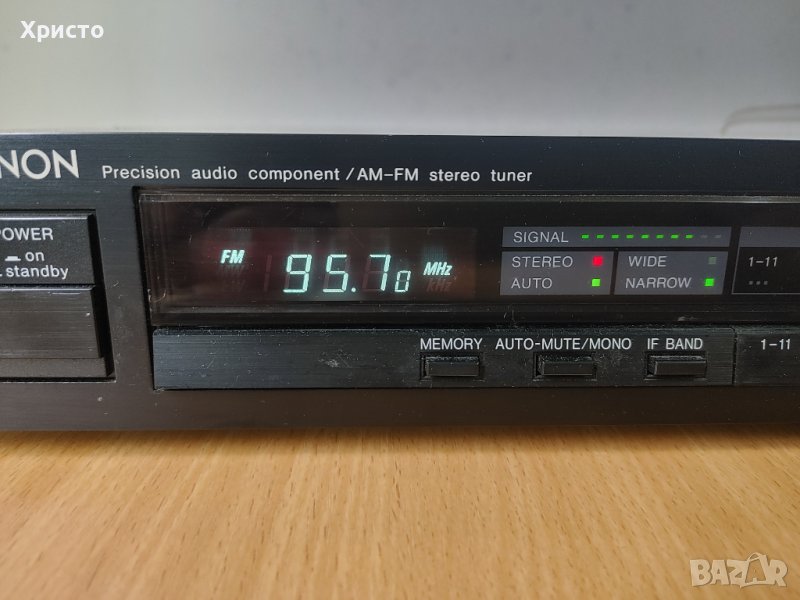 Христо
NON Precision audio component / AM-FM stereo tuner
POWER
on
standby
FM 95.70 MHz
SIGNAL
STEREO WIDE
AUTO NARROW
1-11
MEMORY AUTO-MUTE/MONO IF BAND 1-11
BAZAR